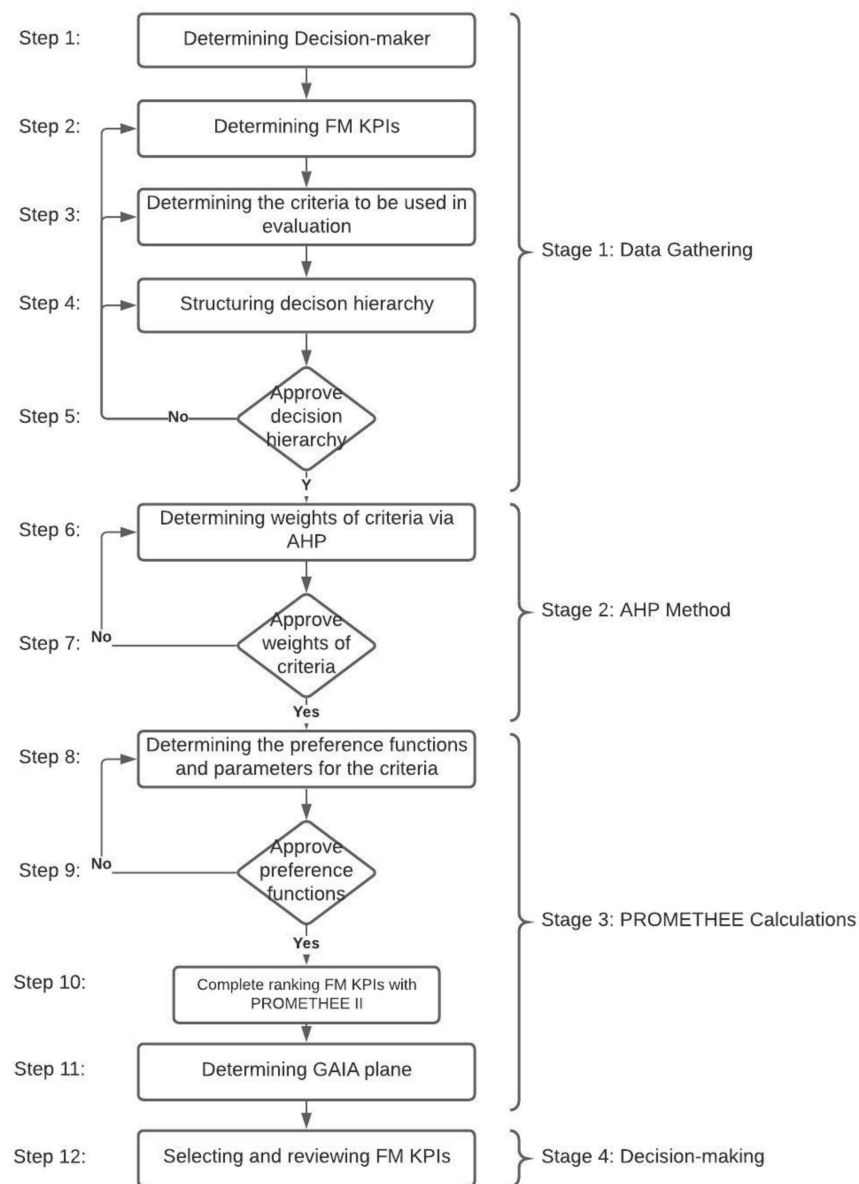 Step 1:
Determining Decision-maker
Step 2:
Determining FM KPIs
Step 3:
Determining the criteria to be used in
evaluation
Stage 1: Data Gathering
Step 4:
Structuring decison hierarchy
Step 5:
No
Approve
decision
hierarchy
Y
Step 6:
Determining weights of criteria via
AHP
Stage 2: AHP Method
Step 7:
No
Approve
weights of
criteria
Yes
Step 8:
Determining the preference functions
and parameters for the criteria
Step 9:
No
Approve
preference
functions
Stage 3: PROMETHEE Calculations
Yes
Step 10:
Complete ranking FM KPIs with
PROMETHEE II
Step 11:
Determining GAIA plane
Step 12:
Selecting and reviewing FM KPIs
Stage 4: Decision-making